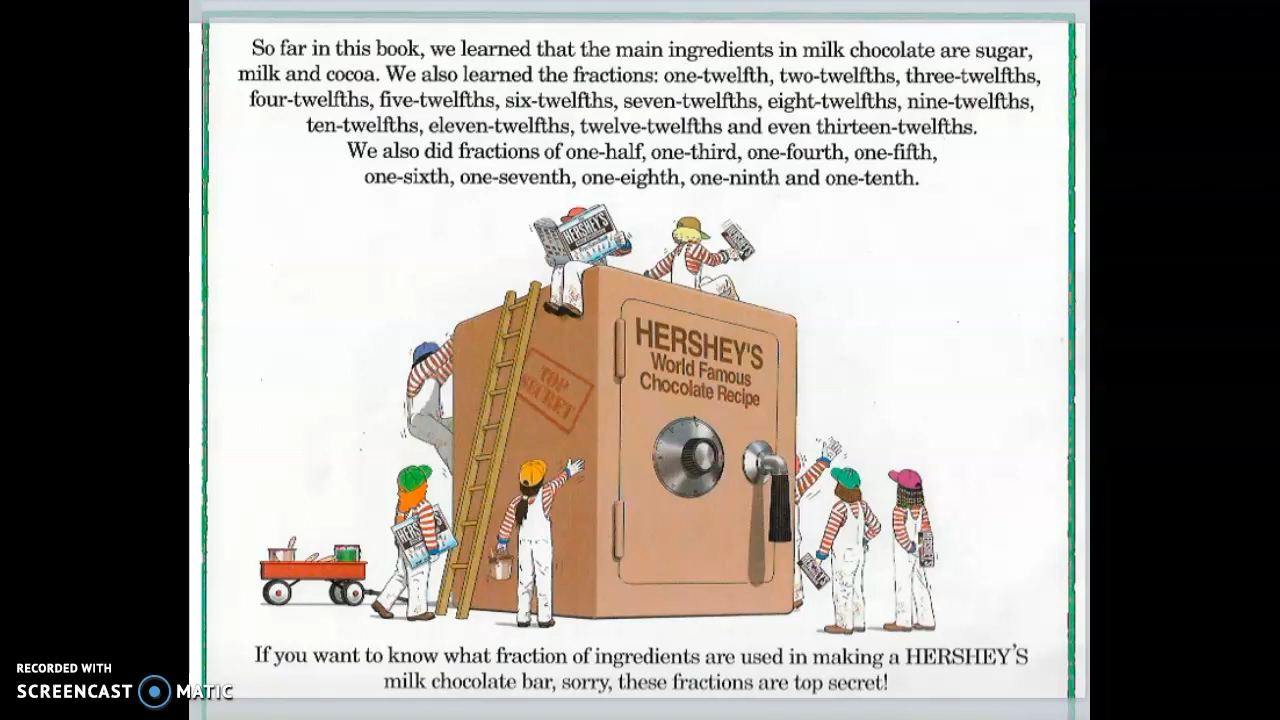 So far in this book, we learned that the main ingredients in milk chocolate are sugar,
milk and cocoa. We also learned the fractions: one-twelfth, two-twelfths, three-twelfths,
four-twelfths, five-twelfths, six-twelfths, seven-twelfths, eight-twelfths, nine-twelfths,
ten-twelfths, eleven-twelfths, twelve-twelfths and even thirteen-twelfths.
We also did fractions of one-half, one-third, one-fourth, one-fifth,
one-sixth, one-seventh, one-eighth, one-ninth and one-tenth.
HERSHEY'S
HERSHEY'S
World Famous
Chocolate Recipe
TOP
SECRET
If you want to know what fraction of ingredients are used in making a HERSHEY'S
milk chocolate bar, sorry, these fractions are top secret!
RECORDED WITH
SCREENCAST MATIC